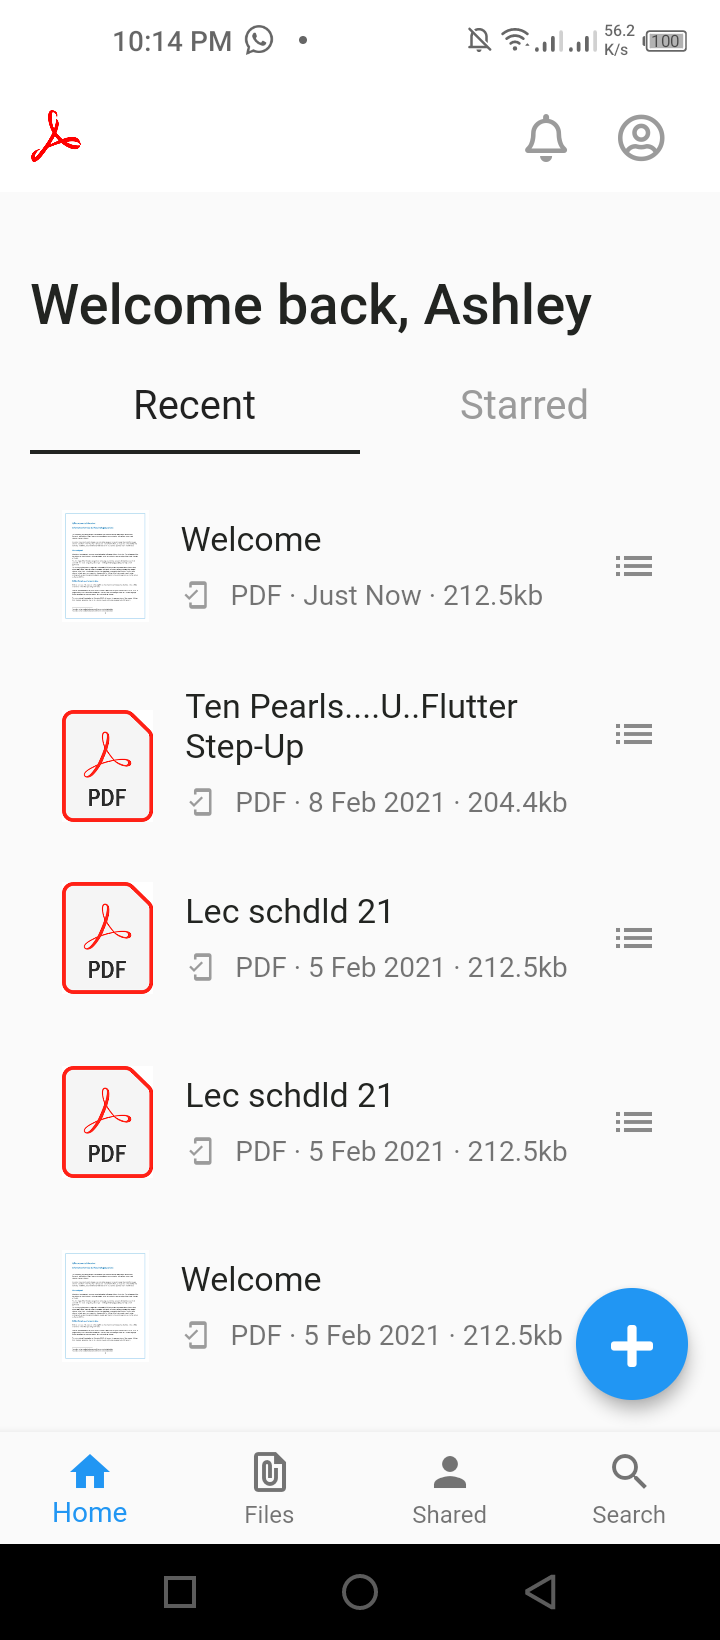 10:14 PM
56.2
K/s
100
Welcome back, Ashley
Recent
Starred
Welcome
PDF · Just Now · 212.5kb
Ten Pearls....U..Flutter
Step-Up
PDF · 8 Feb 2021 · 204.4kb
PDF
Lec schdld 21
PDF · 5 Feb 2021 · 212.5kb
PDF
Lec schdld 21
PDF · 5 Feb 2021 · 212.5kb
PDF
Welcome
PDF · 5 Feb 2021 · 212.5kb
Home
Files
Shared
Search